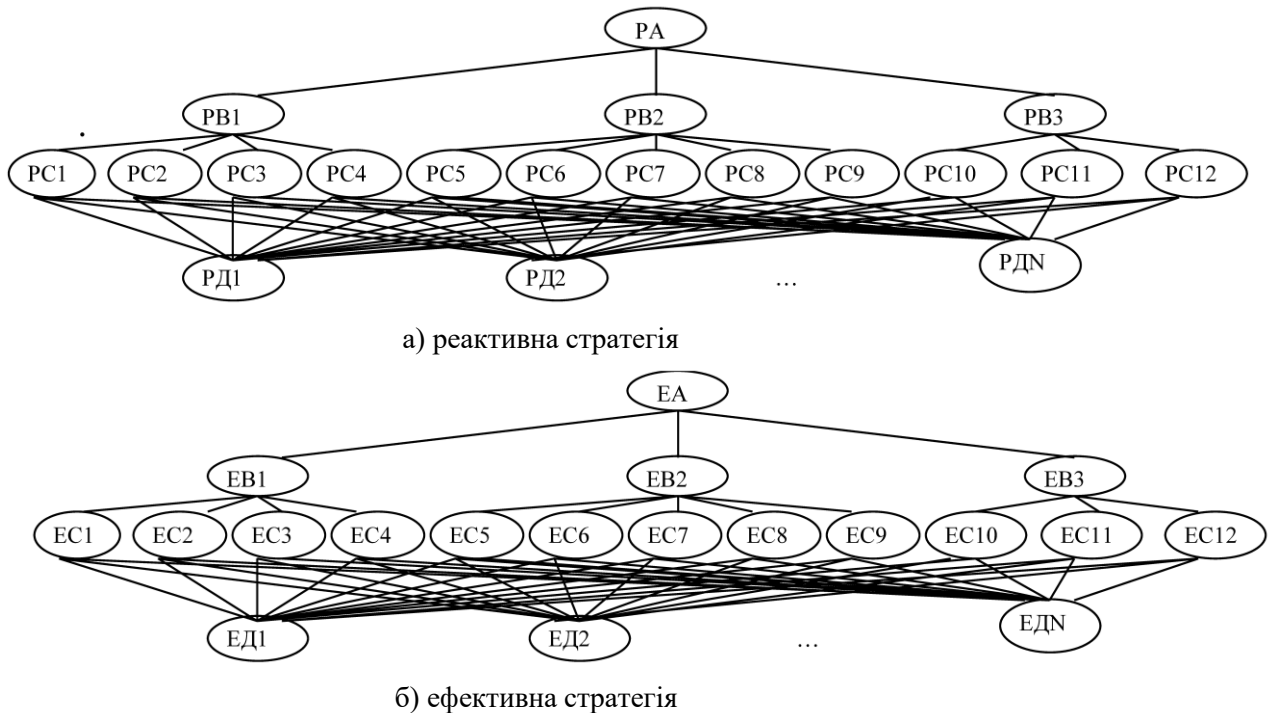 РА
РВ1 РВ2 РВ3
РС1 РС2 РС3 РС4 РС5 РС6 РС7 РС8 РС9 РС10 РС11 РС12
РД1 РД2 ... РДN
а) реактивна стратегія
ЕА
ЕВ1 ЕВ2 ЕВ3
ЕС1 ЕС2 ЕС3 ЕС4 ЕС5 ЕС6 ЕС7 ЕС8 ЕС9 ЕС10 ЕС11 ЕС12
ЕД1 ЕД2 ... ЕДN
б) ефективна стратегія